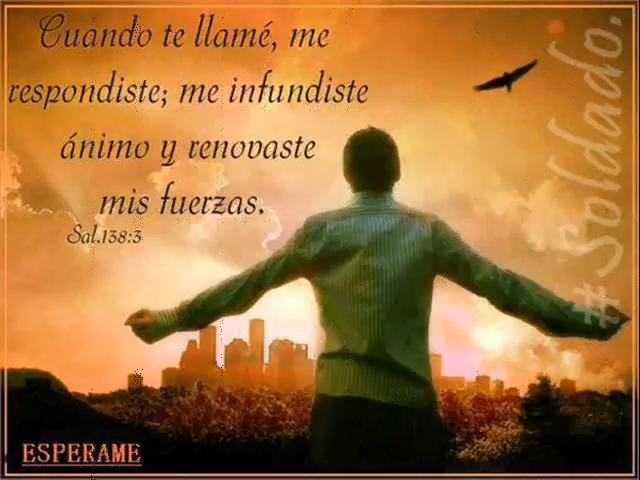 Cuando te llamé, me
respondiste; me infundiste
ánimo y renovaste
mis fuerzas.
Sal.138:3
#Soldado.
ESPERAME